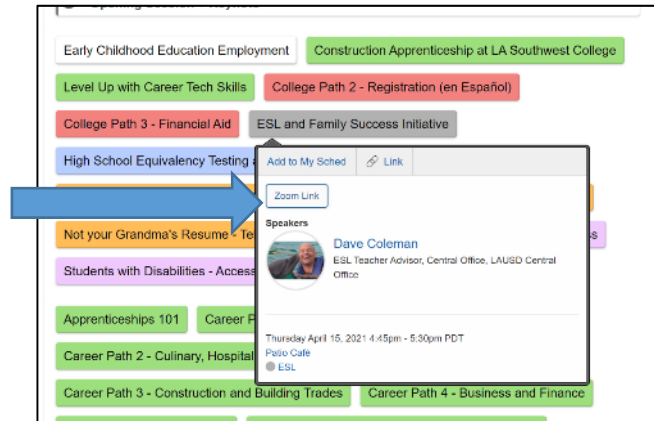 Early Childhood Education Employment
Construction Apprenticeship at LA Southwest College
Level Up with Career Tech Skills
College Path 2 - Registration (en Español)
College Path 3 - Financial Aid
ESL and Family Success Initiative
High School Equivalency Testing
Add to My Sched
Link
Zoom Link
Speakers
Dave Coleman
ESL Teacher Advisor, Central Office, LAUSD Central
Office
Not your Grandma's Resume - Te
Students with Disabilities - Access
Apprenticeships 101
Career P
Thursday April 15, 2021 4:45pm - 5:30pm PDT
Patio Café
ESL
Career Path 2 - Culinary, Hospital
Career Path 3 - Construction and Building Trades
Career Path 4 - Business and Finance